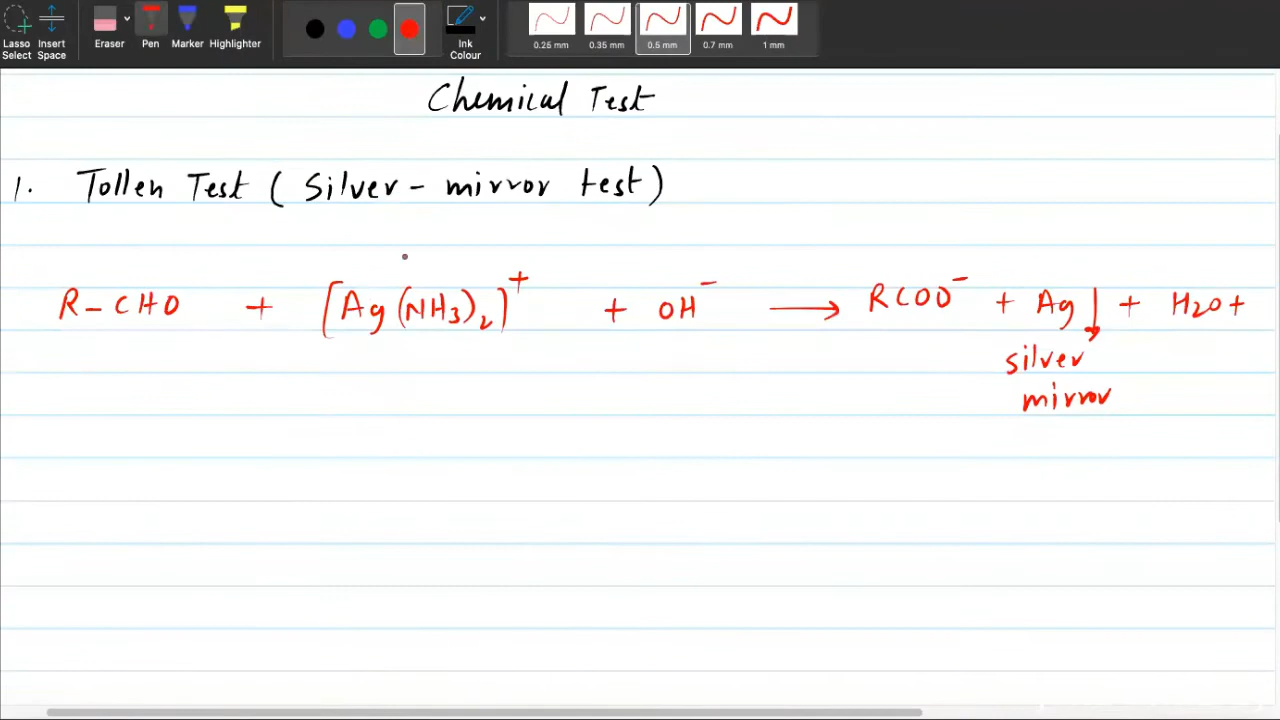 Lasso Select
Insert Space
Eraser
Pen
Marker
Highlighter
Ink Colour
0.25 mm
0.35 mm
0.5 mm
0.7 mm
1 mm
Chemical Test
1. Tollen Test ( Silver - mirror test )
R - CHO + [Ag(NH3)2]+ + OH- → RCOO- + Ag↓ + H2O +
silver
mirror